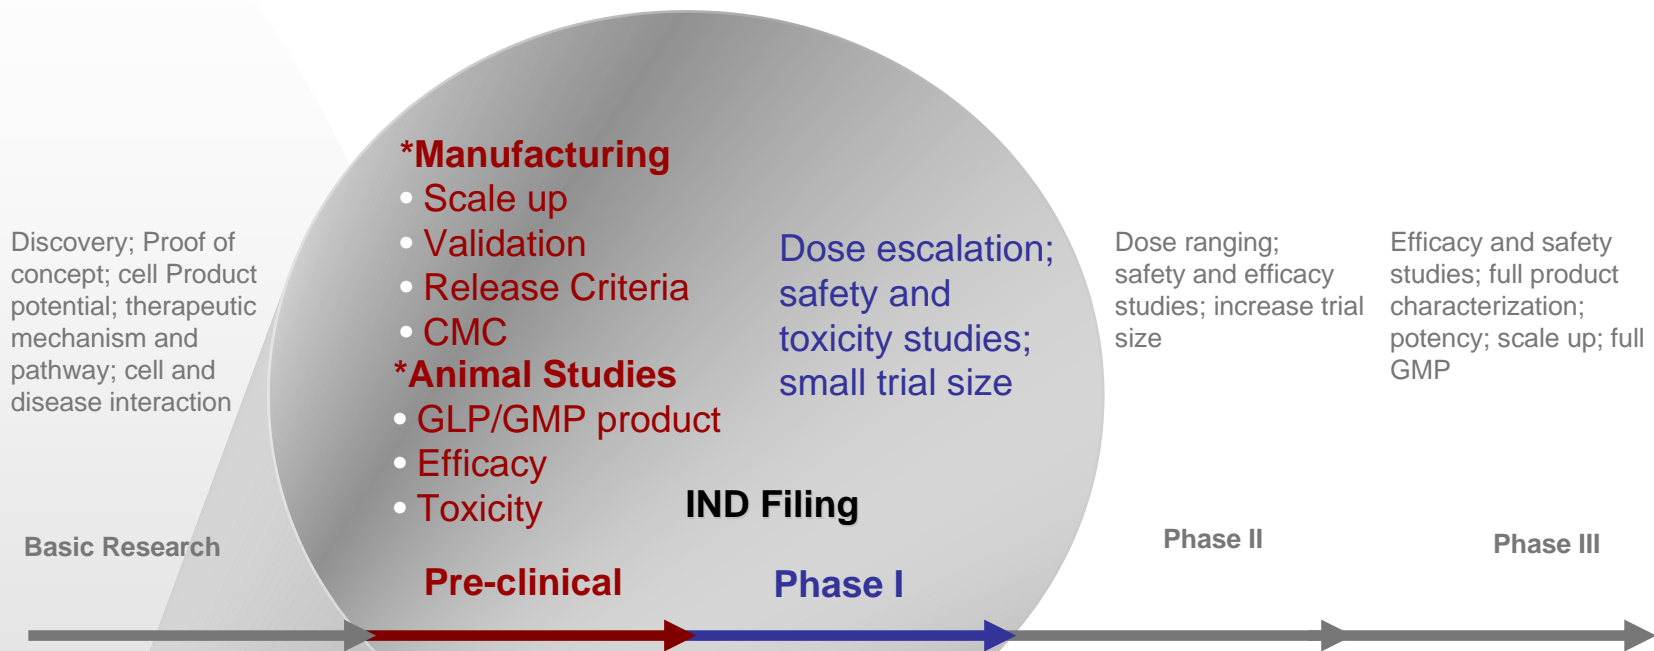 Discovery; Proof of
concept; cell Product
potential; therapeutic
mechanism and
pathway; cell and
disease interaction
Basic Research
*Manufacturing
• Scale up
• Validation
• Release Criteria
• CMC
*Animal Studies
• GLP/GMP product
• Efficacy
• Toxicity
Pre-clinical
IND Filing
Dose escalation;
safety and
toxicity studies;
small trial size
Phase I
Dose ranging;
safety and efficacy
studies; increase trial
size
Phase II
Efficacy and safety
studies; full product
characterization;
potency; scale up; full
GMP
Phase III